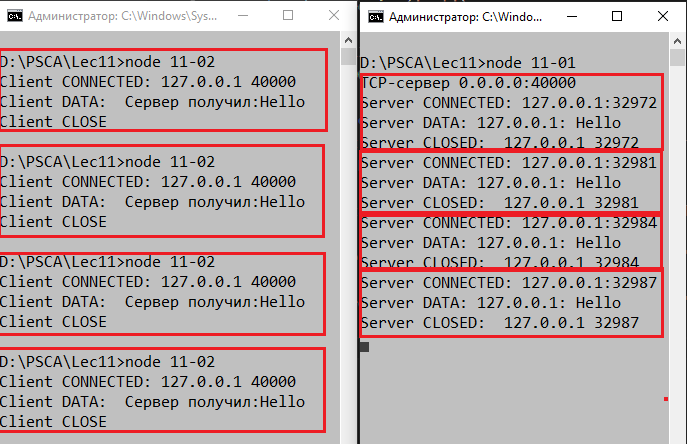 Администратор: C:\Windows\Sys...
D:\PSCA\Lec11>node 11-02
Client CONNECTED: 127.0.0.1 40000
Client DATA:  Сервер получил:Hello
Client CLOSE
D:\PSCA\Lec11>node 11-02
Client CONNECTED: 127.0.0.1 40000
Client DATA:  Сервер получил:Hello
Client CLOSE
D:\PSCA\Lec11>node 11-02
Client CONNECTED: 127.0.0.1 40000
Client DATA:  Сервер получил:Hello
Client CLOSE
D:\PSCA\Lec11>node 11-02
Client CONNECTED: 127.0.0.1 40000
Client DATA:  Сервер получил:Hello
Client CLOSE
Администратор: C:\Windo...
D:\PSCA\Lec11>node 11-01
TCP-сервер 0.0.0.0:40000
Server CONNECTED: 127.0.0.1:32972
Server DATA: 127.0.0.1: Hello
Server CLOSED:  127.0.0.1 32972
Server CONNECTED: 127.0.0.1:32981
Server DATA: 127.0.0.1: Hello
Server CLOSED:  127.0.0.1 32981
Server CONNECTED: 127.0.0.1:32984
Server DATA: 127.0.0.1: Hello
Server CLOSED:  127.0.0.1 32984
Server CONNECTED: 127.0.0.1:32987
Server DATA: 127.0.0.1: Hello
Server CLOSED:  127.0.0.1 32987